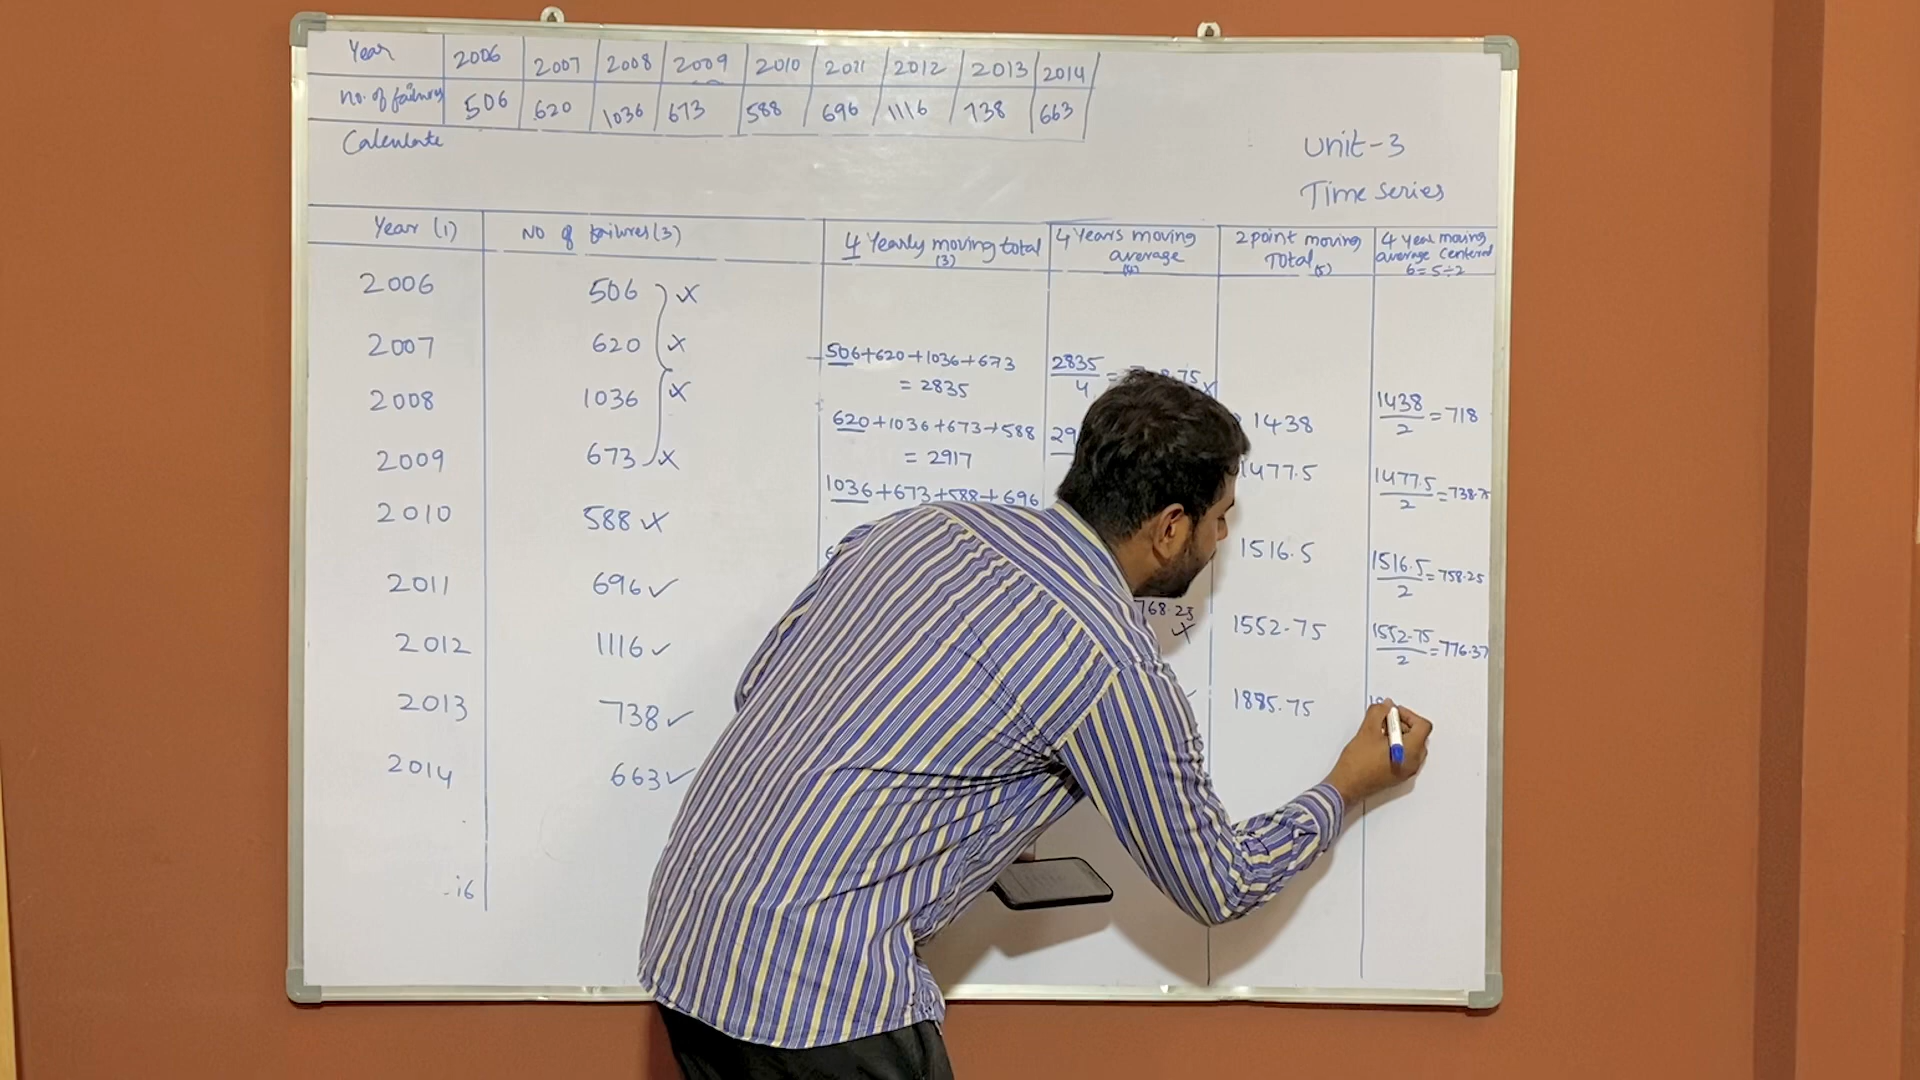 Year 2006 2007 2008 2009 2010 2011 2012 2013 2014
no. of failures 506 620 1036 673 588 696 1116 738 663
Calculate
Unit-3
Time series
Year (1) NO of failures (3) 4 Yearly moving total (3) 4 Years moving average (4) 2 point moving Total (5) 4 year moving average centered 6=5÷2
2006 506 x
2007 620 x 506+620+1036+673 = 2835 2835/4 =
2008 1036 x 1438 1438/2 = 718
620+1036+673+588 = 2917
2009 673 x 1477.5 1477.5/2 = 738.7
1036+673+588+696
2010 588 x 1516.5 1516.5/2 = 758.25
2011 696 ✓ 768.25 x 1552.75 1552.75/2 = 776.37
2012 1116 ✓
2013 738 ✓ 1885.75
2014 663 ✓